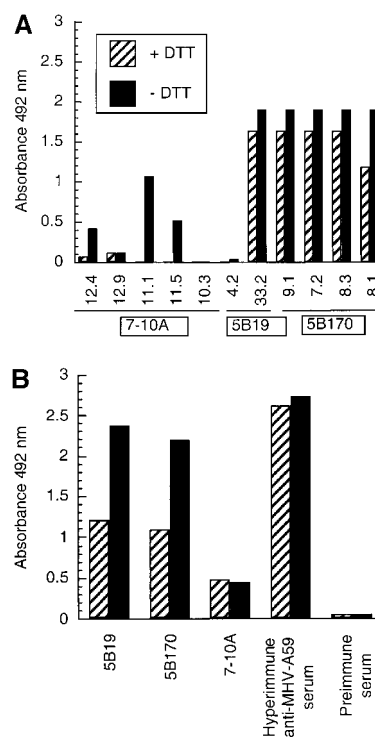 A
+ DTT
- DTT
Absorbance 492 nm
3
2.5
2
1.5
1
0.5
0
12.4 12.9 11.1 11.5 10.3 4.2 33.2 9.1 7.2 8.3 8.1
7-10A 5B19 5B170
B
Absorbance 492 nm
3
2.5
2
1.5
1
0.5
0
5B19
5B170
7-10A
Hyperimmune
anti-MHV-A59
serum
Preimmune
serum